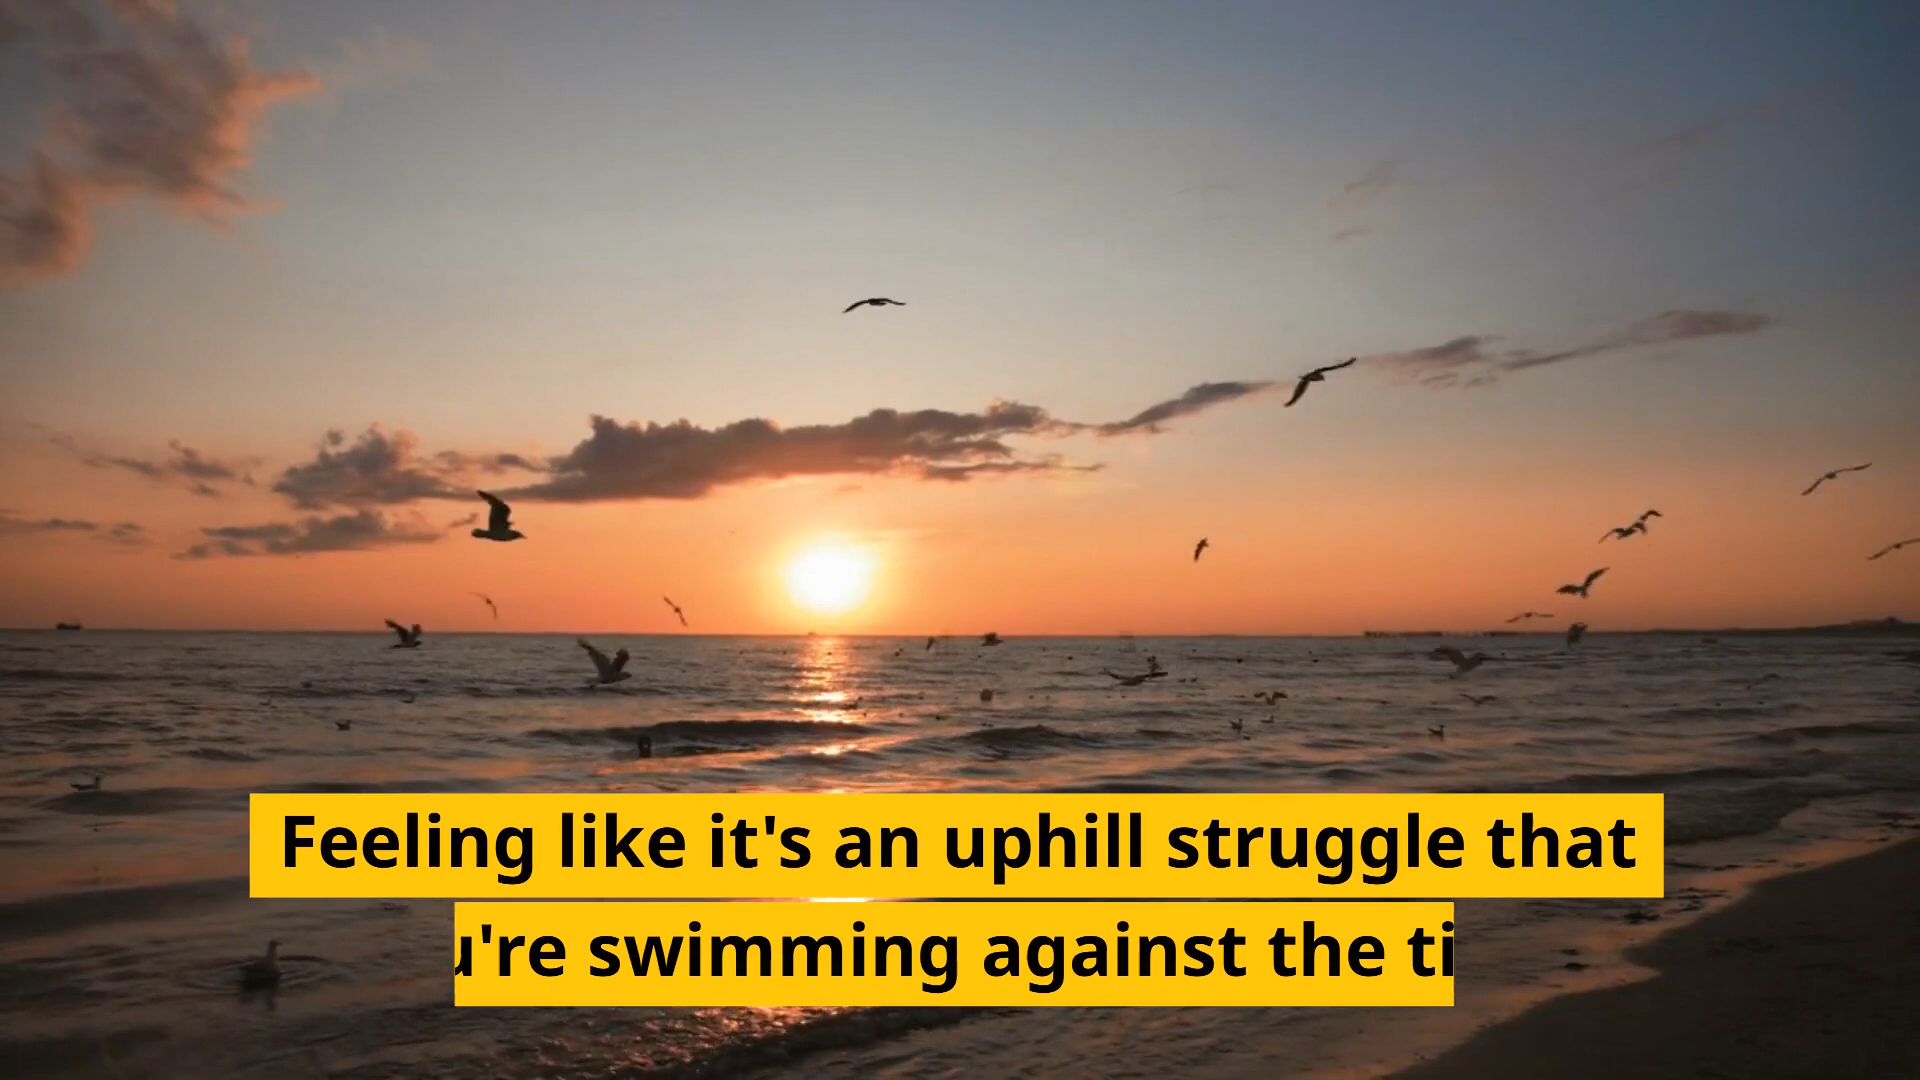 Feeling like it's an uphill struggle that
u're swimming against the ti